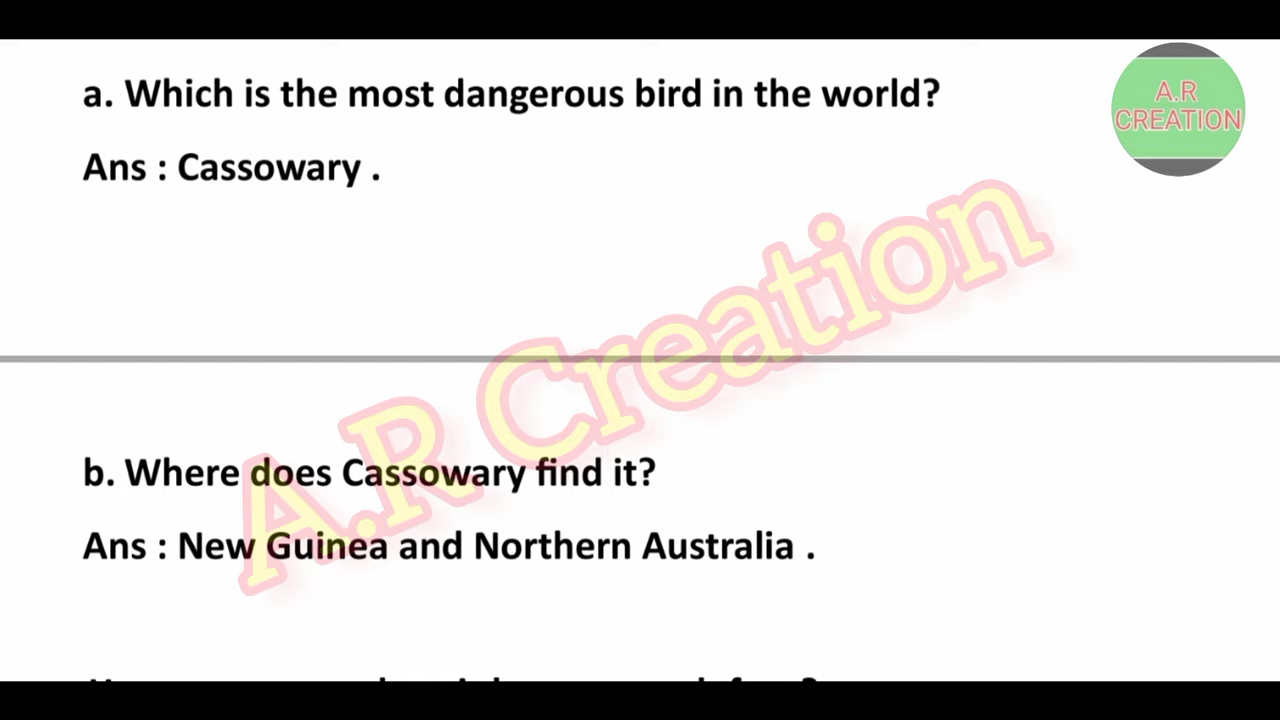 a. Which is the most dangerous bird in the world?
Ans : Cassowary .
A.R
CREATION
A.R Creation
b. Where does Cassowary find it?
Ans : New Guinea and Northern Australia .